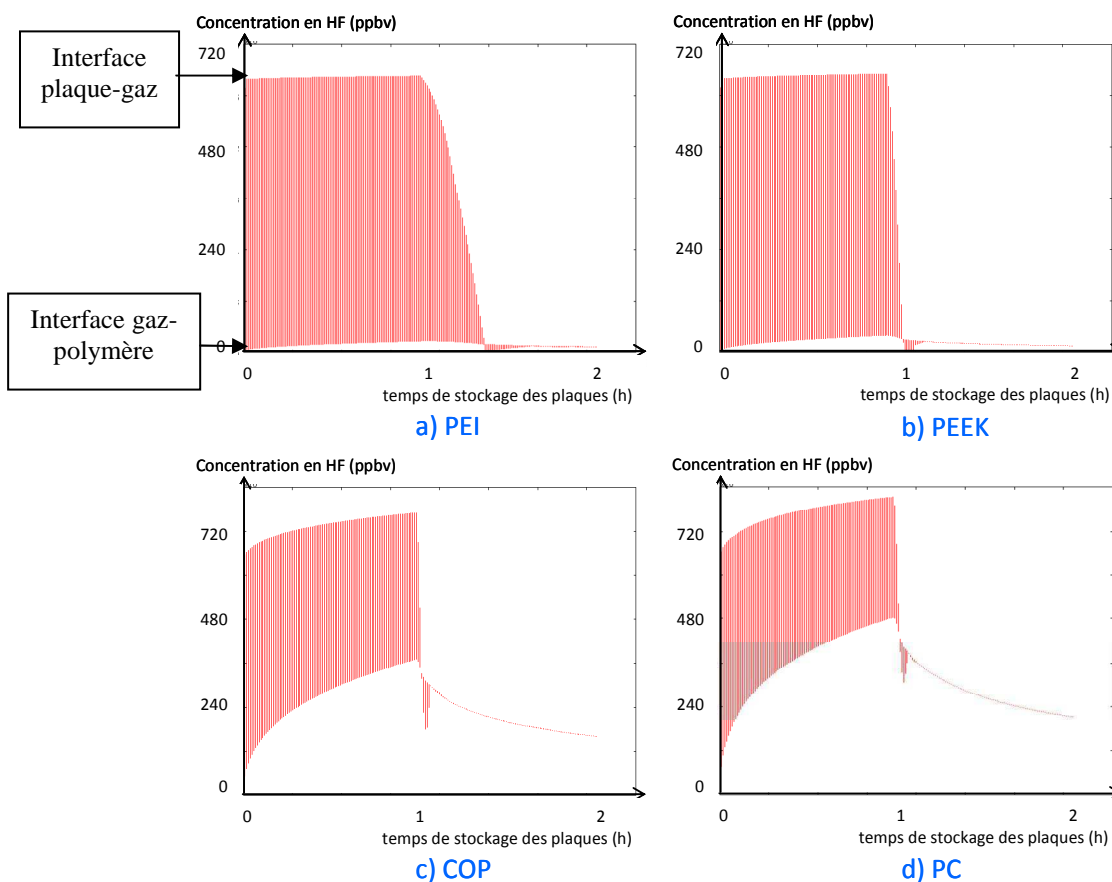 Concentration en HF (ppbv)
720
480
240
0
0
1
2
temps de stockage des plaques (h)
a) PEI
Interface
plaque-gaz
Interface gaz-
polymère
Concentration en HF (ppbv)
720
480
240
0
0
1
2
temps de stockage des plaques (h)
b) PEEK
Concentration en HF (ppbv)
720
480
240
0
0
1
2
temps de stockage des plaques (h)
c) COP
Concentration en HF (ppbv)
720
480
240
0
0
1
2
temps de stockage des plaques (h)
d) PC